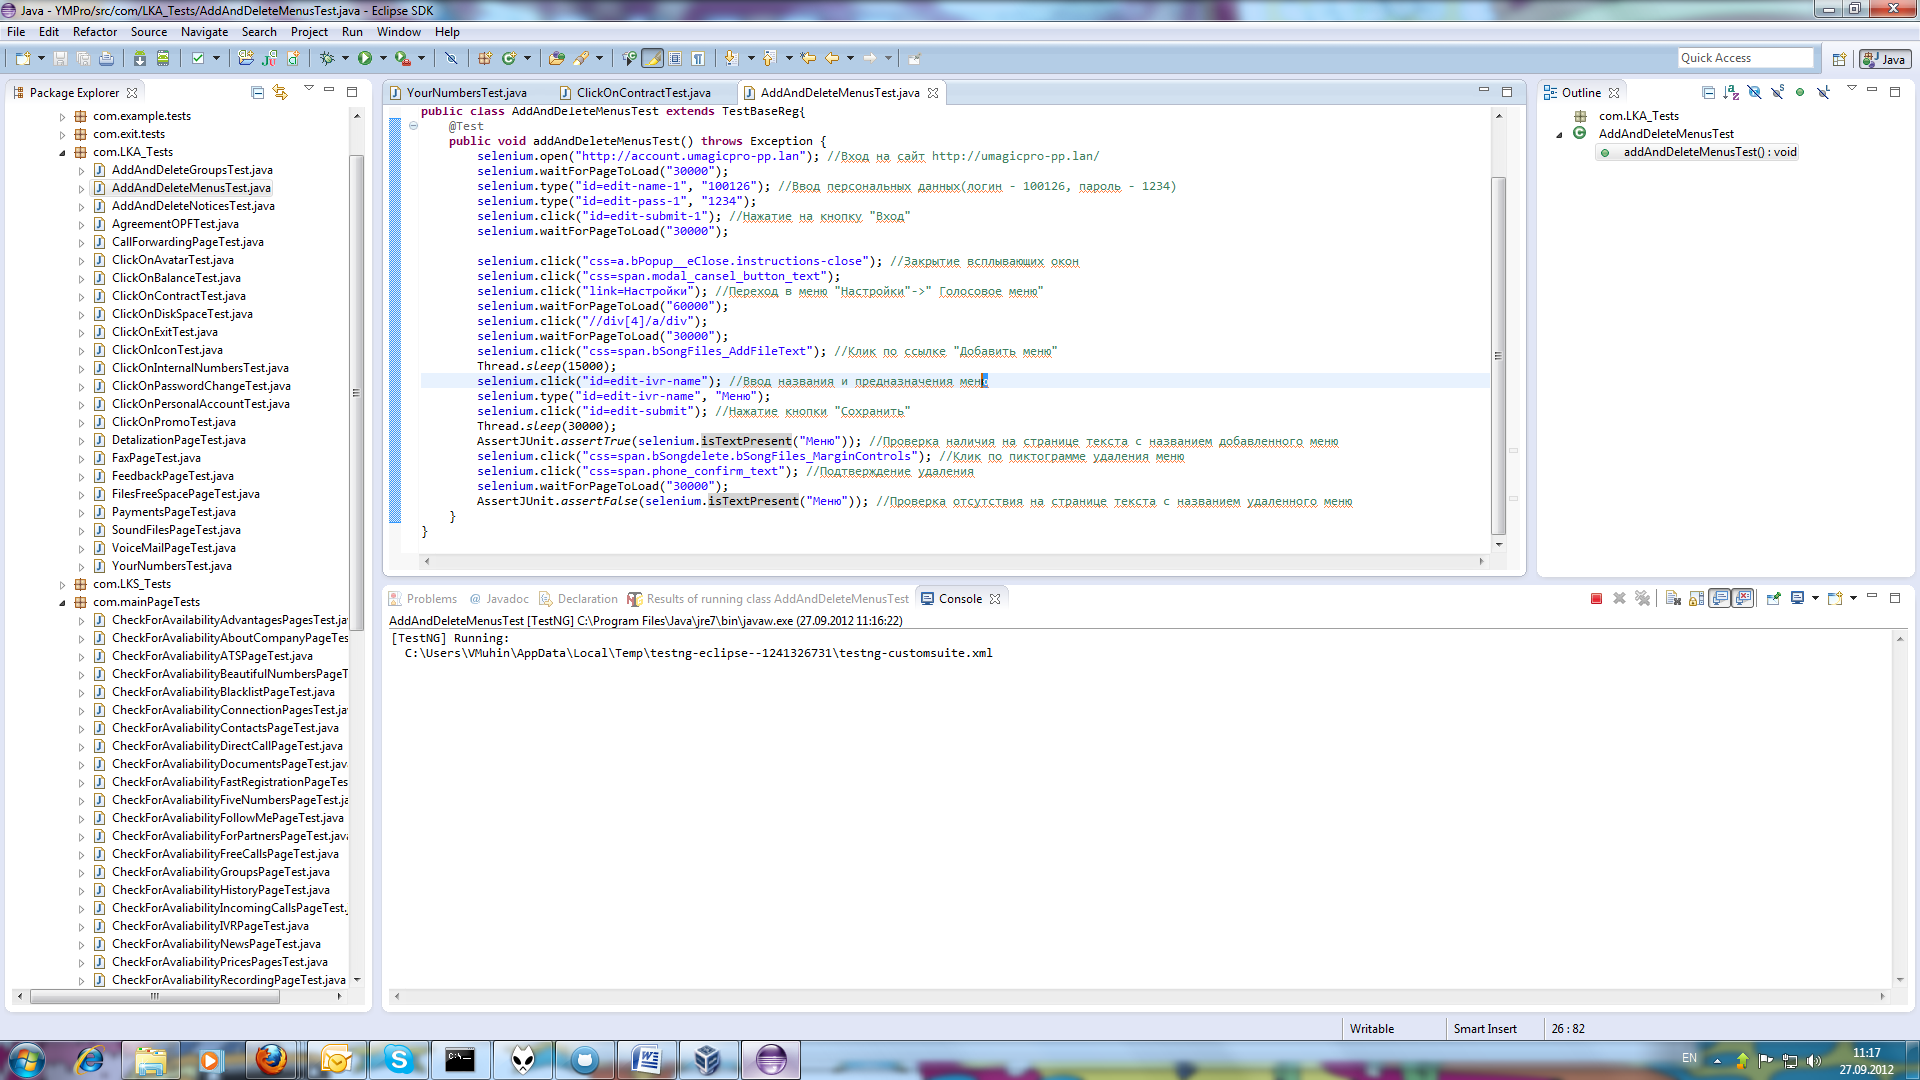 Java - YMPro/src/com/LKA_Tests/AddAndDeleteMenusTest.java - Eclipse SDK
File Edit Refactor Source Navigate Search Project Run Window Help
Quick Access
Java
Package Explorer
com.example.tests
com.exit.tests
com.LKA_Tests
AddAndDeleteGroupsTest.java
AddAndDeleteMenusTest.java
AddAndDeleteNoticesTest.java
AgreementOPFTest.java
CallForwardingPageTest.java
ClickOnAvatarTest.java
ClickOnBalanceTest.java
ClickOnContractTest.java
ClickOnDiskSpaceTest.java
ClickOnExitTest.java
ClickOnIconTest.java
ClickOnInternalNumbersTest.java
ClickOnPasswordChangeTest.java
ClickOnPersonalAccountTest.java
ClickOnPromoTest.java
DetalizationPageTest.java
FaxPageTest.java
FeedbackPageTest.java
FilesFreeSpacePageTest.java
PaymentsPageTest.java
SoundFilesPageTest.java
VoiceMailPageTest.java
YourNumbersTest.java
com.LKS_Tests
com.mainPageTests
CheckForAvailabilityAdvantagesPagesTest.ja
CheckForAvaliabilityAboutCompanyPageTest
CheckForAvaliabilityATSPageTest.java
CheckForAvaliabilityBeautifulNumbersPageT
CheckForAvaliabilityBlacklistPageTest.java
CheckForAvaliabilityConnectionPagesTest.ja
CheckForAvaliabilityContactsPageTest.java
CheckForAvaliabilityDirectCallPageTest.java
CheckForAvaliabilityDocumentsPageTest.java
CheckForAvaliabilityFastRegistrationPageTes
CheckForAvaliabilityFiveNumbersPageTest.ja
CheckForAvaliabilityFollowMePageTest.java
CheckForAvaliabilityForPartnersPageTest.java
CheckForAvaliabilityFreeCallsPageTest.java
CheckForAvaliabilityGroupsPageTest.java
CheckForAvaliabilityHistoryPageTest.java
CheckForAvaliabilityIncomingCallsPageTest.
CheckForAvaliabilityIVRPageTest.java
CheckForAvaliabilityNewsPageTest.java
CheckForAvaliabilityPricesPagesTest.java
CheckForAvaliabilityRecordingPageTest.java
YourNumbersTest.java ClickOnContractTest.java AddAndDeleteMenusTest.java
public class AddAndDeleteMenusTest extends TestBaseReg{
@Test
public void addAndDeleteMenusTest() throws Exception {
selenium.open("http://account.umagicpro-pp.lan"); //Вход на сайт http://umagicpro-pp.lan/
selenium.waitForPageToLoad("30000");
selenium.type("id=edit-name-1", "100126"); //Ввод персональных данных(логин - 100126, пароль - 1234)
selenium.type("id=edit-pass-1", "1234");
selenium.click("id=edit-submit-1"); //Нажатие на кнопку "Вход"
selenium.waitForPageToLoad("30000");
selenium.click("css=a.bPopup__eClose.instructions-close"); //Закрытие всплывающих окон
selenium.click("css=span.modal_cansel_button_text");
selenium.click("link=Настройки"); //Переход в меню "Настройки"->" Голосовое меню"
selenium.waitForPageToLoad("60000");
selenium.click("//div[4]/a/div");
selenium.waitForPageToLoad("30000");
selenium.click("css=span.bSongFiles_AddFileText"); //Клик по ссылке "Добавить меню"
Thread.sleep(15000);
selenium.click("id=edit-ivr-name"); //Ввод названия и предназначения меню
selenium.type("id=edit-ivr-name", "Меню");
selenium.click("id=edit-submit"); //Нажатие кнопки "Сохранить"
Thread.sleep(30000);
AssertJUnit.assertTrue(selenium.isTextPresent("Меню")); //Проверка наличия на странице текста с названием добавленного меню
selenium.click("css=span.bSongdelete.bSongFiles_MarginControls"); //Клик по пиктограмме удаления меню
selenium.click("css=span.phone_confirm_text"); //Подтверждение удаления
selenium.waitForPageToLoad("30000");
AssertJUnit.assertFalse(selenium.isTextPresent("Меню")); //Проверка отсутствия на странице текста с названием удаленного меню
}
}
Outline
com.LKA_Tests
AddAndDeleteMenusTest
addAndDeleteMenusTest() : void
Problems @ Javadoc Declaration Results of running class AddAndDeleteMenusTest Console
AddAndDeleteMenusTest [TestNG] C:\Program Files\Java\jre7\bin\javaw.exe (27.09.2012 11:16:22)
[TestNG] Running:
C:\Users\VMuhin\AppData\Local\Temp\testng-eclipse--1241326731\testng-customsuite.xml
Writable Smart Insert 26 : 82
EN
11:17
27.09.2012